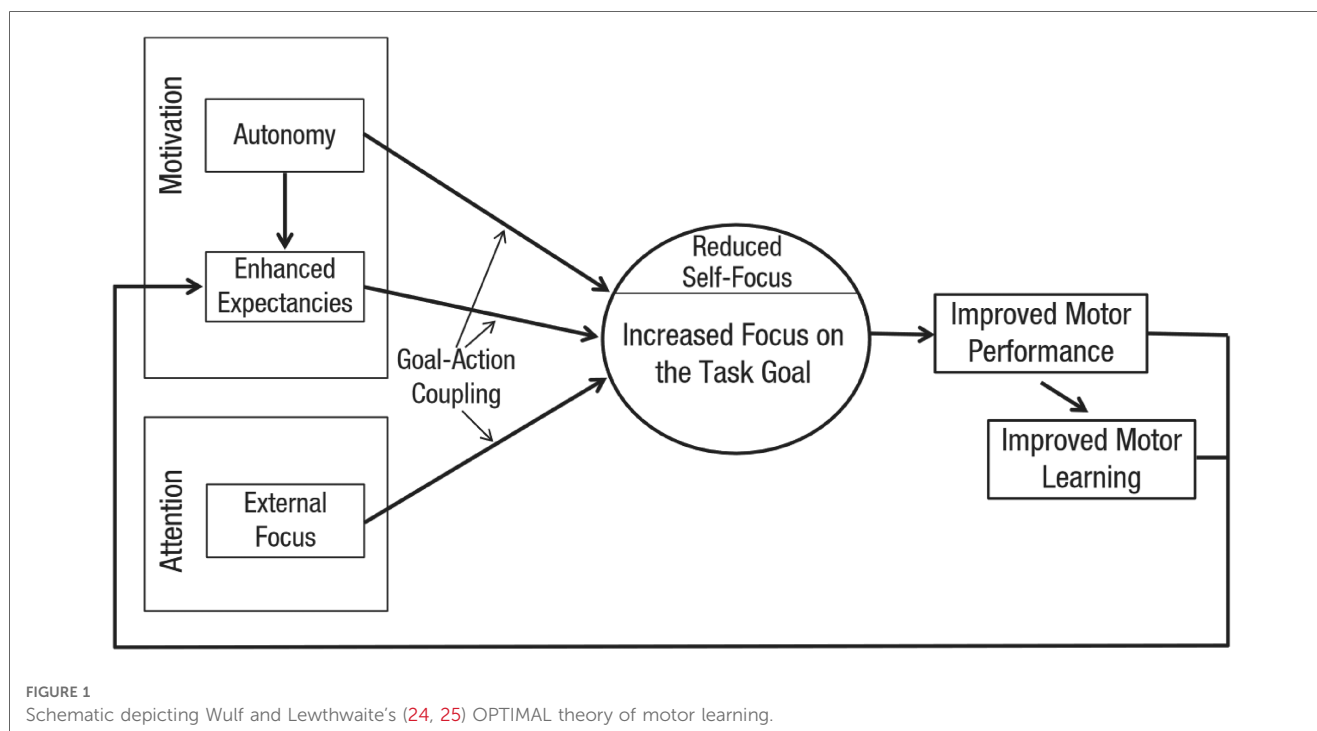 Motivation
Autonomy
Enhanced
Expectancies
Attention
External
Focus
Goal-Action
Coupling
Reduced
Self-Focus
Increased Focus on
the Task Goal
Improved Motor
Performance
Improved Motor
Learning
FIGURE 1
Schematic depicting Wulf and Lewthwaite’s (24, 25) OPTIMAL theory of motor learning.